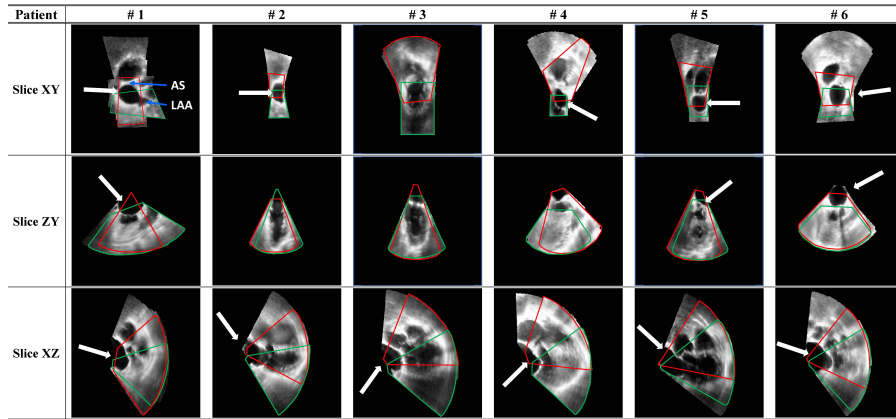 Patient # 1 # 2 # 3 # 4 # 5 # 6
Slice XY
AS
LAA
Slice ZY
Slice XZ